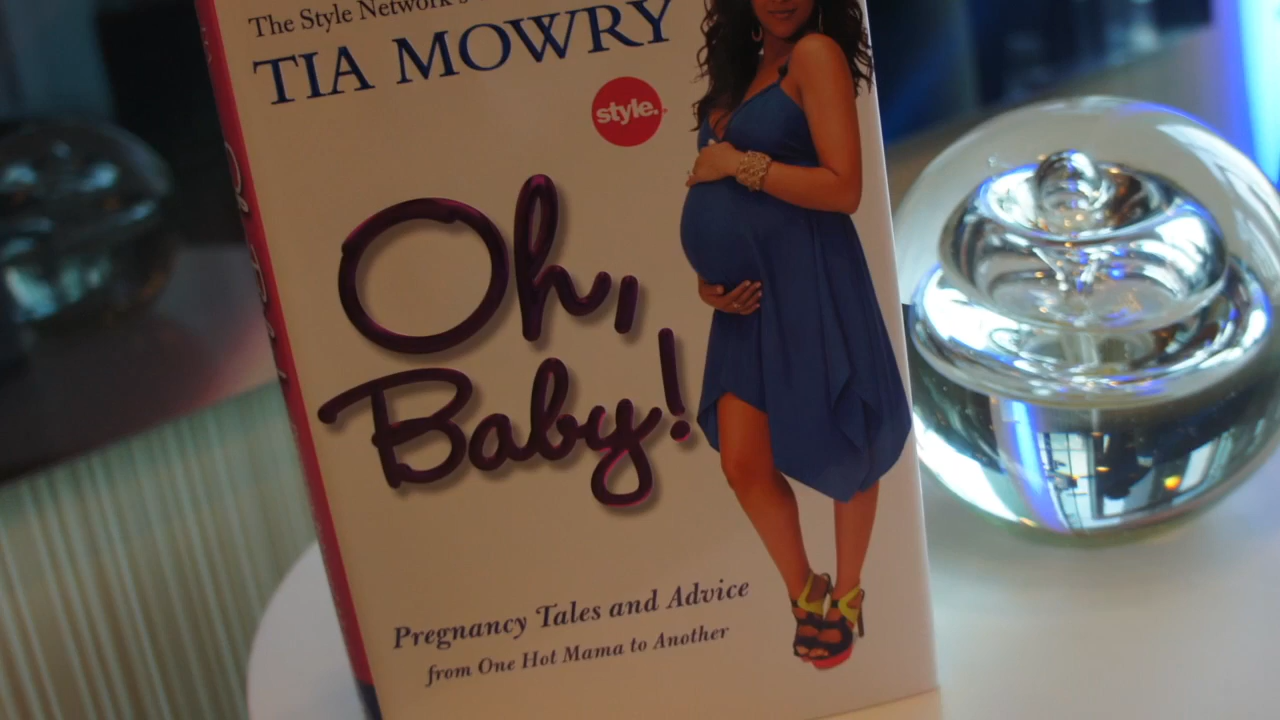 The Style Network's
TIA MOWRY
style.
Oh,
Baby!
Pregnancy Tales and Advice
from One Hot Mama to Another